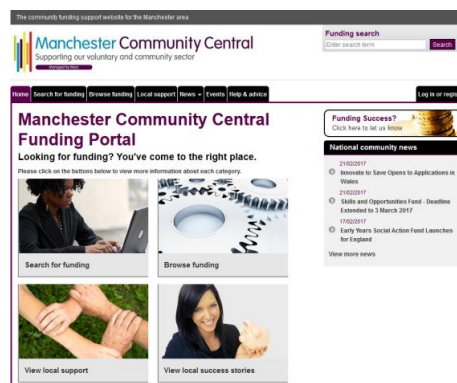 The community funding support website for the Manchester area
Manchester Community Central
Supporting our voluntary and community sector
Funding search
Enter search term
Search
Home Search for funding Browse funding Local support News Events Help & advice
Log in or regis
Manchester Community Central
Funding Portal
Looking for funding? You've come to the right place.
Please click on the buttons below to view more information about each category.
Search for funding
Browse funding
View local support
View local success stories
Funding Success?
Click here to let us know
National community news
21/02/2017
Innovate to Save Opens to Applications in
Wales
21/02/2017
Skills and Opportunities Fund - Deadline
Extended to 3 March 2017
17/02/2017
Early Years Social Action Fund Launches
for England
View more news